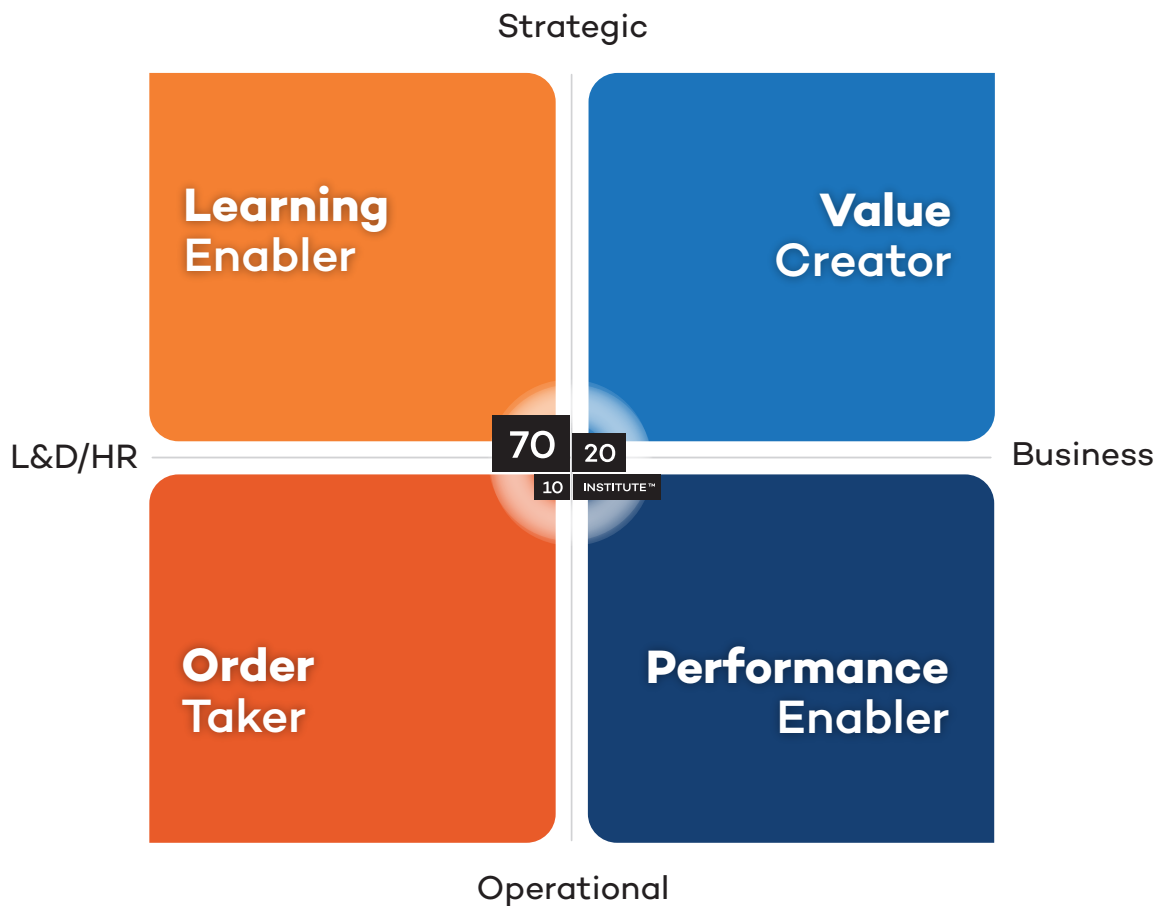 Strategic
Learning
Enabler
Value
Creator
L&D/HR
70
20
10
INSTITUTE™
Business
Order
Taker
Performance
Enabler
Operational